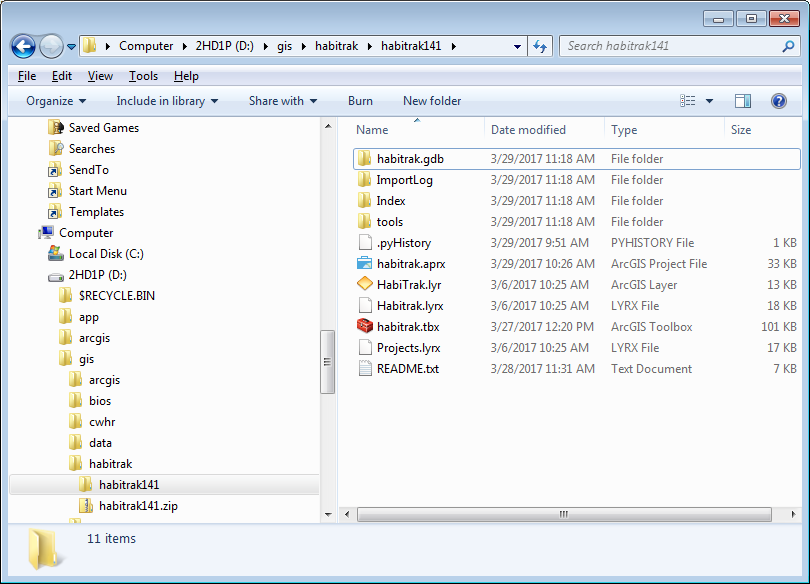 Computer 2HD1P (D:) gis habitrak habitrak141 Search habitrak141
File Edit View Tools Help
Organize Include in library Share with Burn New folder
Saved Games
Searches
SendTo
Start Menu
Templates
Computer
Local Disk (C:)
2HD1P (D:)
$RECYCLE.BIN
app
arcgis
gis
arcgis
bios
cwhr
data
habitrak
habitrak141
habitrak141.zip
Name Date modified Type Size
habitrak.gdb 3/29/2017 11:18 AM File folder
ImportLog 3/29/2017 11:18 AM File folder
Index 3/29/2017 11:18 AM File folder
tools 3/29/2017 11:18 AM File folder
.pyHistory 3/29/2017 9:51 AM PYHISTORY File 1 KB
habitrak.aprx 3/29/2017 10:26 AM ArcGIS Project File 33 KB
HabiTrak.lyr 3/6/2017 10:25 AM ArcGIS Layer 13 KB
Habitrak.lyrx 3/6/2017 10:25 AM LYRX File 18 KB
habitrak.tbx 3/27/2017 12:20 PM ArcGIS Toolbox 101 KB
Projects.lyrx 3/6/2017 10:25 AM LYRX File 17 KB
README.txt 3/28/2017 11:31 AM Text Document 7 KB
11 items